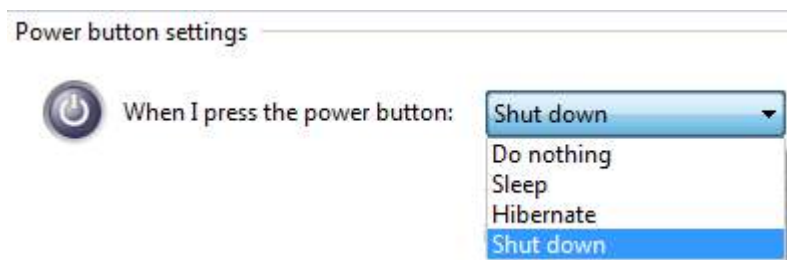 Power button settings
When I press the power button: Shut down
Do nothing
Sleep
Hibernate
Shut down